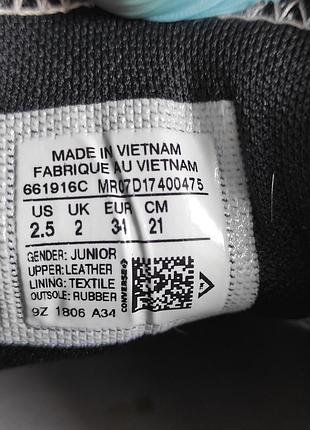 MADE IN VIETNAM
FABRIQUE AU VIETNAM
661916C MR07D17400475
US UK EUR CM
2.5 2 34 21
GENDER: JUNIOR
UPPER: LEATHER
LINING: TEXTILE
OUTSOLE: RUBBER
9Z 1806 A34
CONVERSE